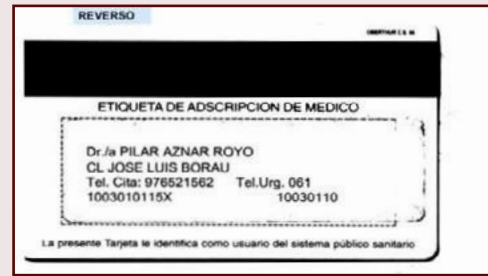 REVERSO
ETIQUETA DE ADSCRIPCION DE MEDICO
Dr./a PILAR AZNAR ROYO
CL JOSE LUIS BORAU
Tel. Cita: 976521562 Tel.Urg. 061
1003010115X 10030110
La presente Tarjeta le identifica como usuario del sistema público sanitario